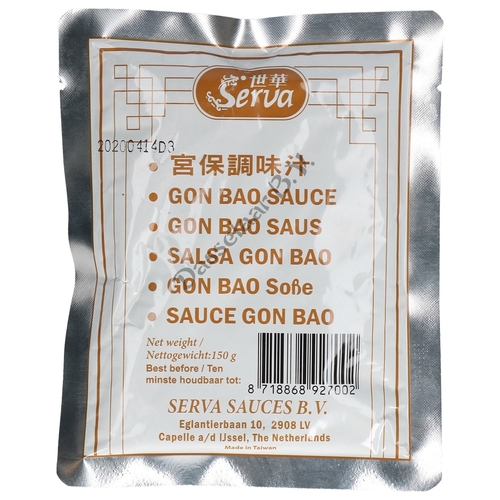 世華
Serva
20200414D3
• 宮保調味汁
• GON BAO SAUCE
• GON BAO SAUS
• SALSA GON BAO
• GON BAO Soße
• SAUCE GON BAO
Net weight /
Nettogewicht:150 g
Best before / Ten
minste houdbaar tot:
8 718868 927002
SERVA SAUCES B.V.
Eglantierbaan 10, 2908 LV
Capelle a/d IJssel, The Netherlands
Made in Taiwan
Dasselaar B.V.